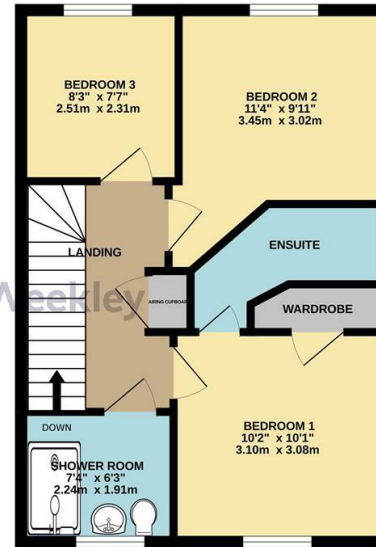 BEDROOM 3
8'3" x 7'7"
2.51m x 2.31m
BEDROOM 2
11'4" x 9'11"
3.45m x 3.02m
LANDING
ENSUITE
AIRING CUPBOARD
Weekley
WARDROBE
BEDROOM 1
10'2" x 10'1"
3.10m x 3.08m
DOWN
SHOWER ROOM
7'4" x 6'3"
2.24m x 1.91m